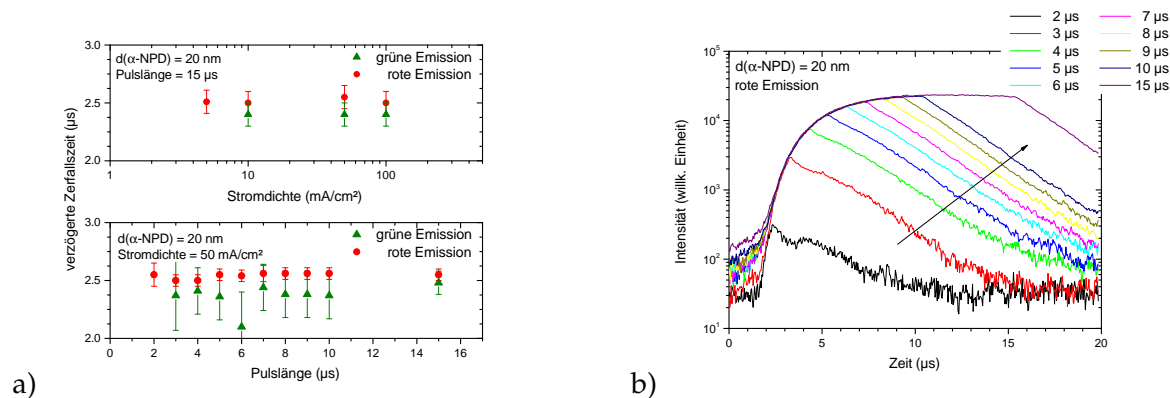 3.0
d(α-NPD) = 20 nm
Pulslänge = 15 µs
grüne Emission
rote Emission
2.5
2.0
1
10
100
Stromdichte (mA/cm²)
verzögerte Zerfallszeit (µs)
3.0
d(α-NPD) = 20 nm
Stromdichte = 50 mA/cm²
grüne Emission
rote Emission
2.5
2.0
0 2 4 6 8 10 12 14 16
Pulslänge (µs)
a)
2 µs
3 µs
4 µs
5 µs
6 µs
7 µs
8 µs
9 µs
10 µs
15 µs
10⁵
d(α-NPD) = 20 nm
rote Emission
10⁴
10³
10²
10¹
Intensität (willk. Einheit)
0 5 10 15 20
Zeit (µs)
b)